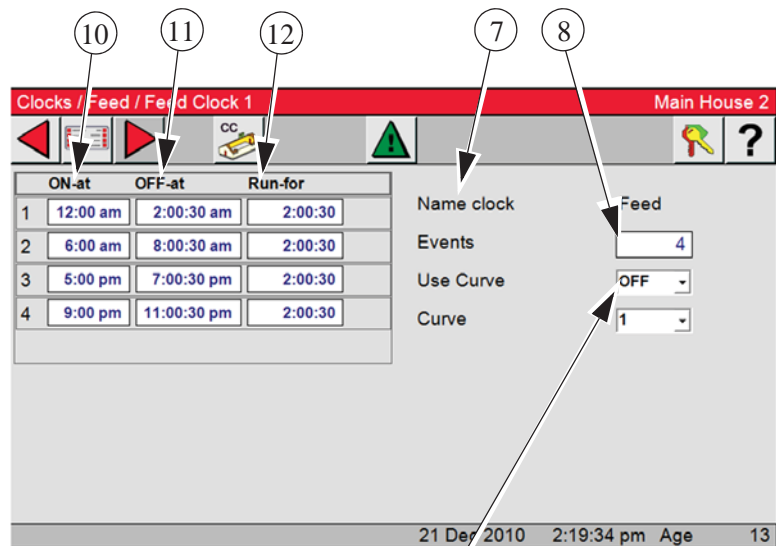 10 11 12 7 8
Clocks / Feed / Feed Clock 1 Main House 2
CC ?
ON-at OFF-at Run-for
1 12:00 am 2:00:30 am 2:00:30
2 6:00 am 8:00:30 am 2:00:30
3 5:00 pm 7:00:30 pm 2:00:30
4 9:00 pm 11:00:30 pm 2:00:30
Name clock Feed
Events 4
Use Curve OFF
Curve 1
21 Dec 2010 2:19:34 pm Age 13